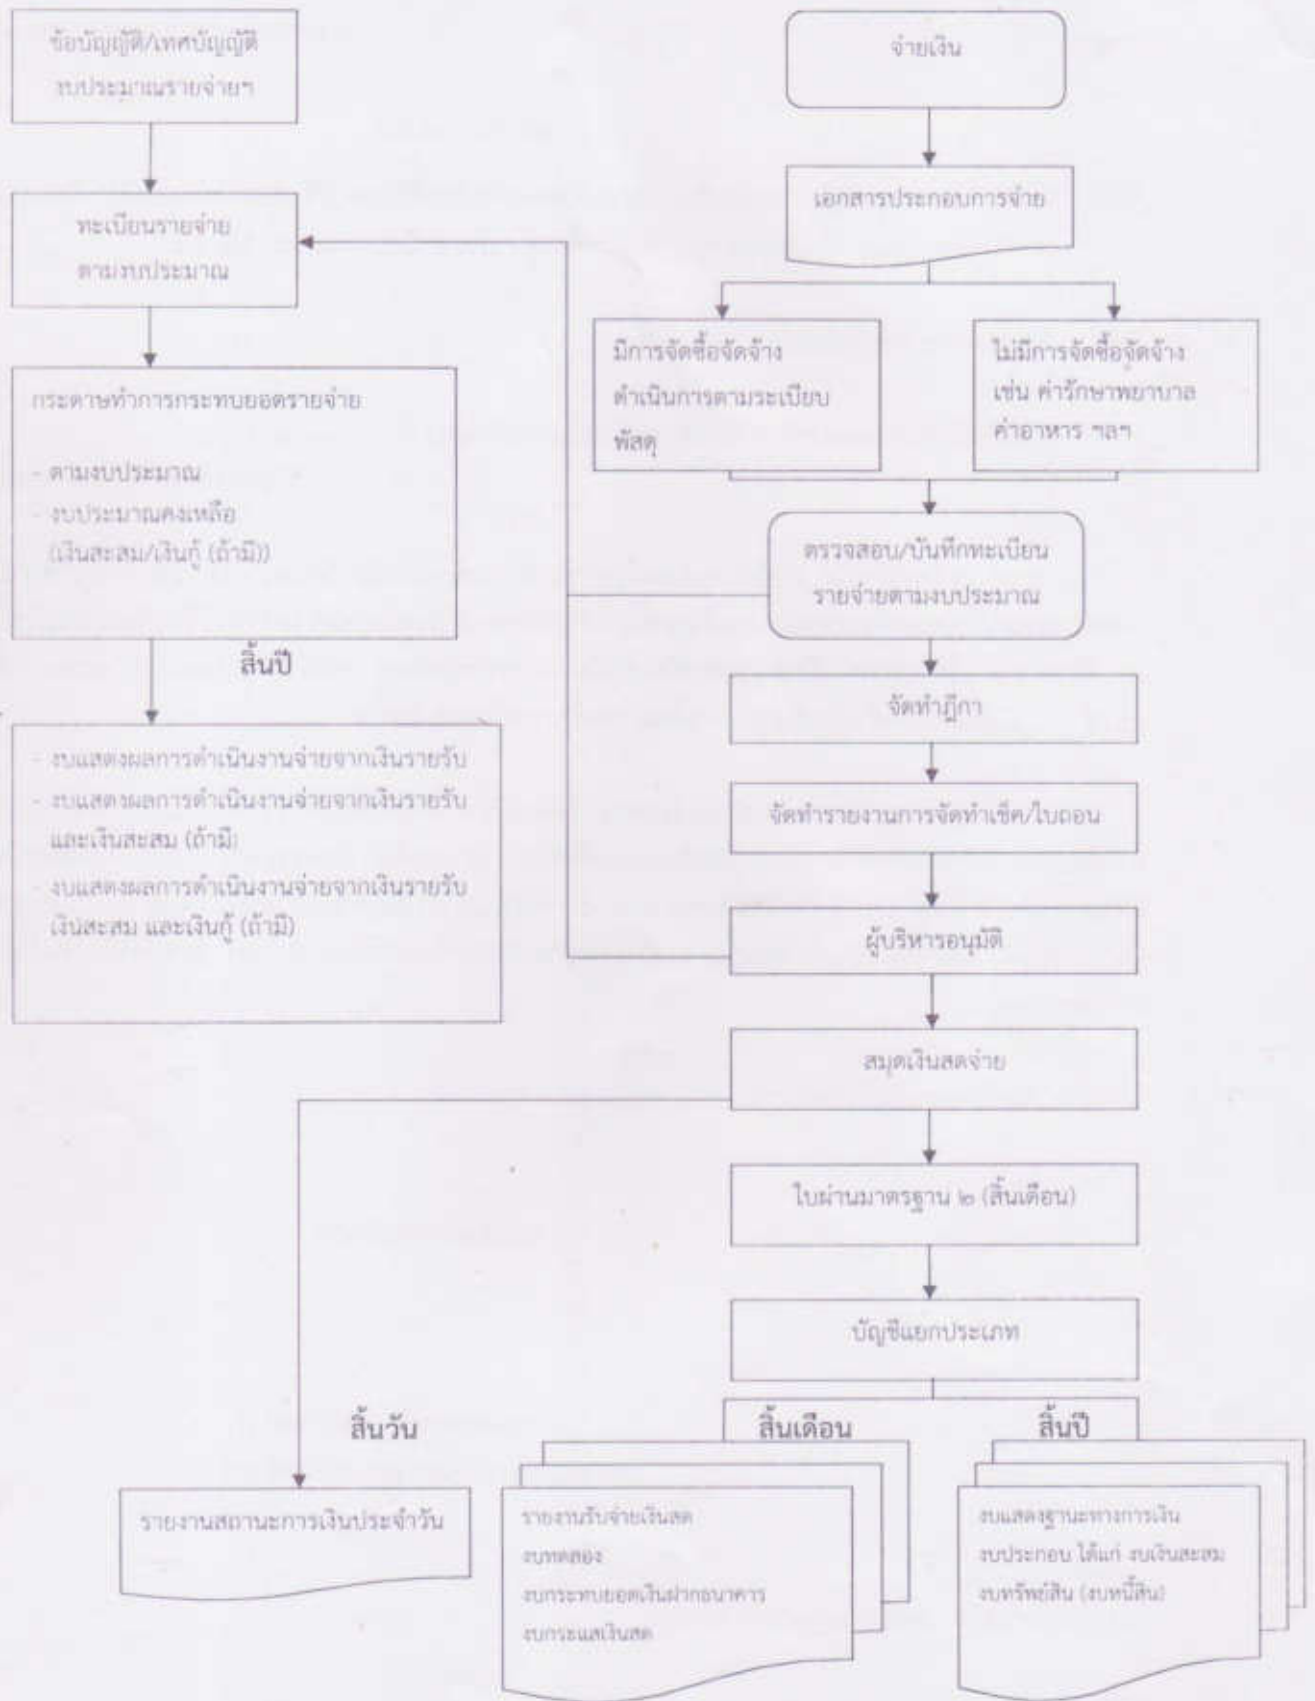 ข้อบัญญัติ/เทศบัญญัติ
งบประมาณรายจ่ายฯ
ทะเบียนรายจ่าย
ตามงบประมาณ
กระดาษทำการกระทบยอดรายจ่าย
- ตามงบประมาณ
- งบประมาณคงเหลือ
(เงินสะสม/เงินกู้ (ถ้ามี))
สิ้นปี
- งบแสดงผลการดำเนินงานจ่ายจากเงินรายรับ
- งบแสดงผลการดำเนินงานจ่ายจากเงินรายรับ
และเงินสะสม (ถ้ามี)
- งบแสดงผลการดำเนินงานจ่ายจากเงินรายรับ
เงินสะสม และเงินกู้ (ถ้ามี)
จ่ายเงิน
เอกสารประกอบการจ่าย
มีการจัดซื้อจัดจ้าง
ดำเนินการตามระเบียบ
พัสดุ
ไม่มีการจัดซื้อจัดจ้าง
เช่น ค่ารักษาพยาบาล
ค่าอาหาร ฯลฯ
ตรวจสอบ/บันทึกทะเบียน
รายจ่ายตามงบประมาณ
จัดทำฎีกา
จัดทำรายงานการจัดทำเช็ค/ใบถอน
ผู้บริหารอนุมัติ
สมุดเงินสดจ่าย
ใบผ่านมาตรฐาน ๒ (สิ้นเดือน)
บัญชีแยกประเภท
สิ้นวัน
รายงานสถานะการเงินประจำวัน
สิ้นเดือน
รายงานรับจ่ายเงินสด
งบทดลอง
งบกระทบยอดเงินฝากธนาคาร
งบกระแสเงินสด
สิ้นปี
งบแสดงฐานะทางการเงิน
งบประกอบ ได้แก่ งบเงินสะสม
งบทรัพย์สิน (งบหนี้สิน)